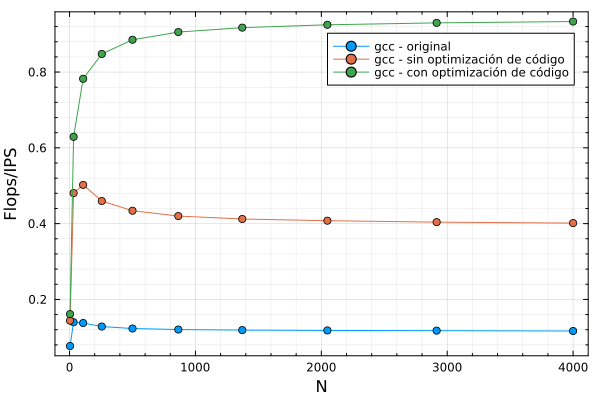 gcc - original
gcc - sin optimización de código
gcc - con optimización de código
Flops/IPS
0.8
0.6
0.4
0.2
0
1000
2000
3000
4000
N